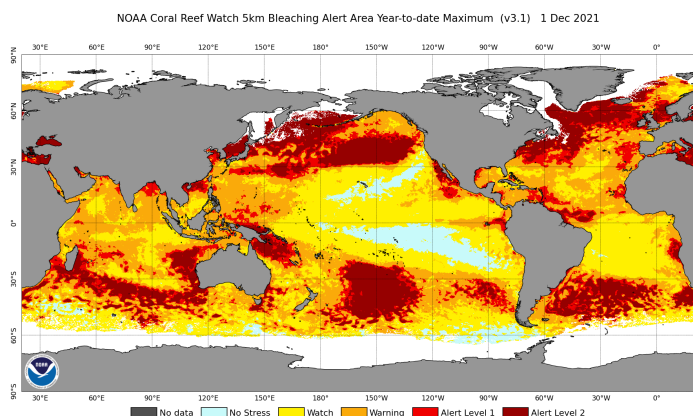 NOAA Coral Reef Watch 5km Bleaching Alert Area Year-to-date Maximum (v3.1) 1 Dec 2021
30°E 60°E 90°E 120°E 150°E 180° 150°W 120°W 90°W 60°W 30°W 0°
90°N
60°N
30°N
0°
30°S
60°S
90°S
NOAA
30°E 60°E 90°E 120°E 150°E 180° 150°W 120°W 90°W 60°W 30°W 0°
No data No Stress Watch Warning Alert Level 1 Alert Level 2